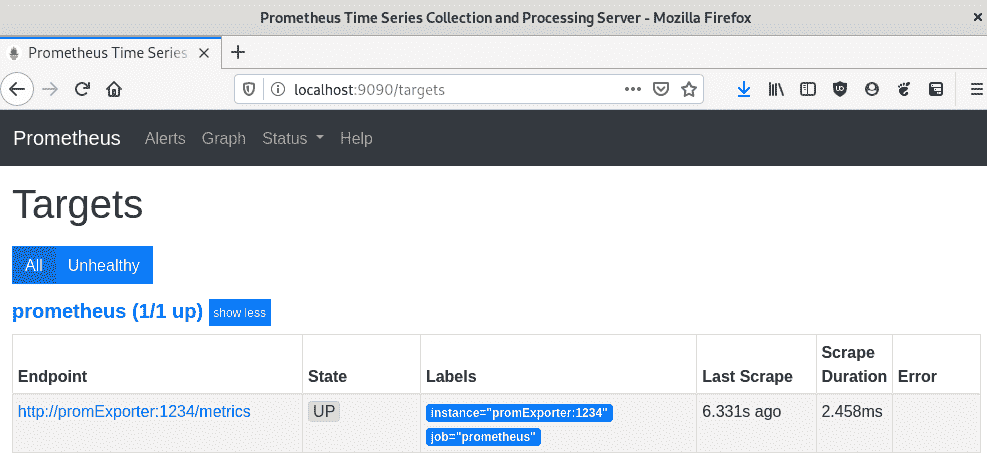 Prometheus Time Series Collection and Processing Server - Mozilla Firefox
Prometheus Time Series
localhost:9090/targets
Prometheus Alerts Graph Status Help
Targets
All Unhealthy
prometheus (1/1 up) show less
Endpoint State Labels Last Scrape Scrape Duration Error
http://promExporter:1234/metrics UP instance="promExporter:1234" 6.331s ago 2.458ms
job="prometheus"